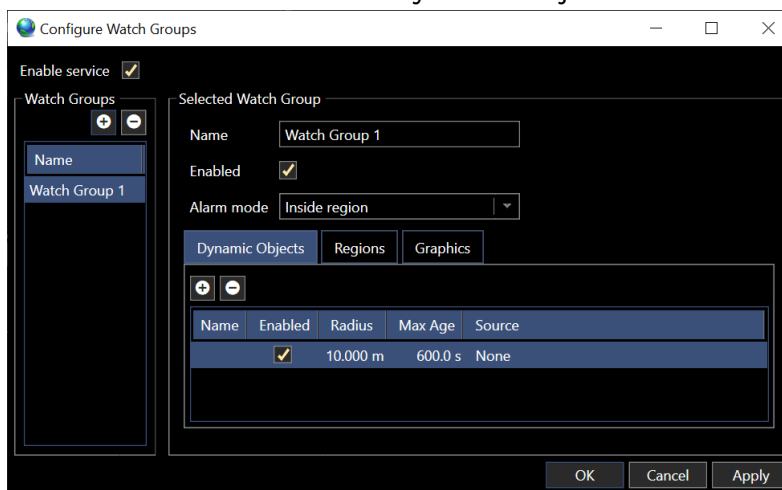 Configure Watch Groups
Enable service
Watch Groups
Name
Watch Group 1
Selected Watch Group
Name Watch Group 1
Enabled
Alarm mode Inside region
Dynamic Objects Regions Graphics
Name Enabled Radius Max Age Source
10.000 m 600.0 s None
OK Cancel Apply